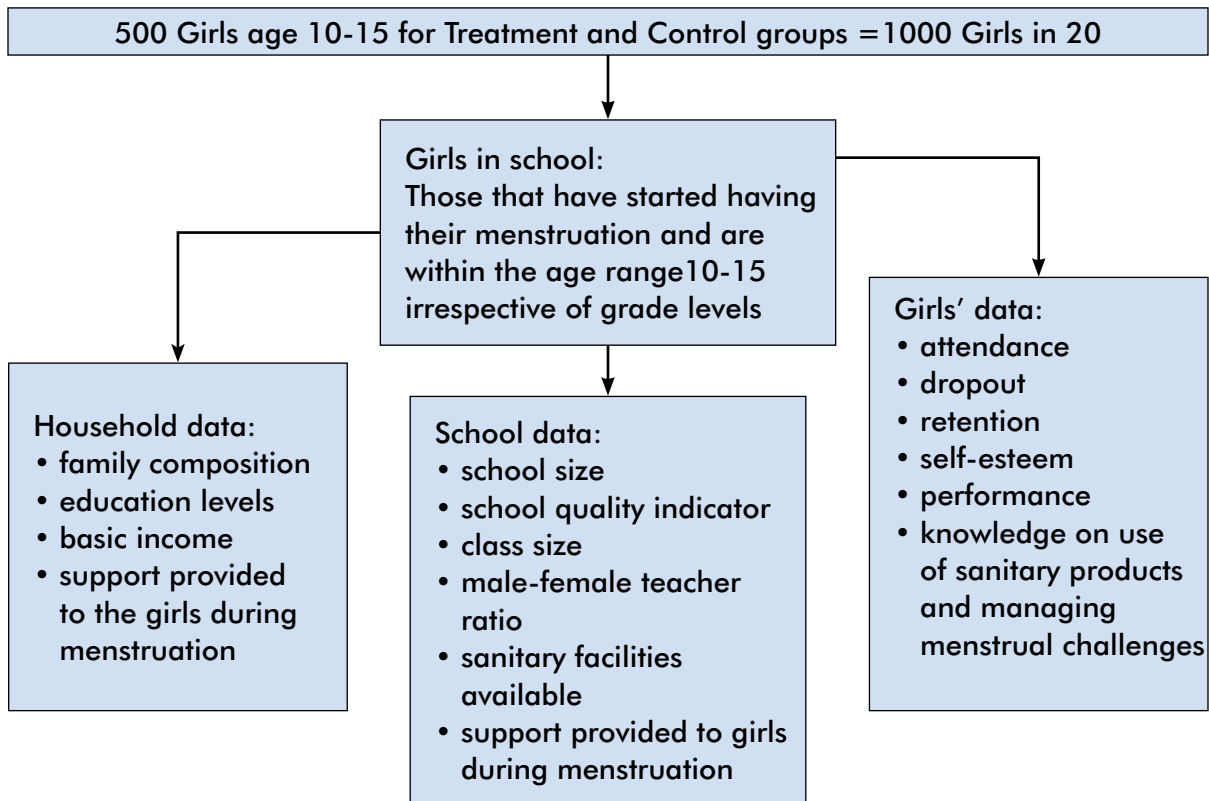 500 Girls age 10-15 for Treatment and Control groups =1000 Girls in 20
Girls in school:
Those that have started having
their menstruation and are
within the age range10-15
irrespective of grade levels
Household data:
• family composition
• education levels
• basic income
• support provided
to the girls during
menstruation
School data:
• school size
• school quality indicator
• class size
• male-female teacher
ratio
• sanitary facilities
available
• support provided to girls
during menstruation
Girls’ data:
• attendance
• dropout
• retention
• self-esteem
• performance
• knowledge on use
of sanitary products
and managing
menstrual challenges